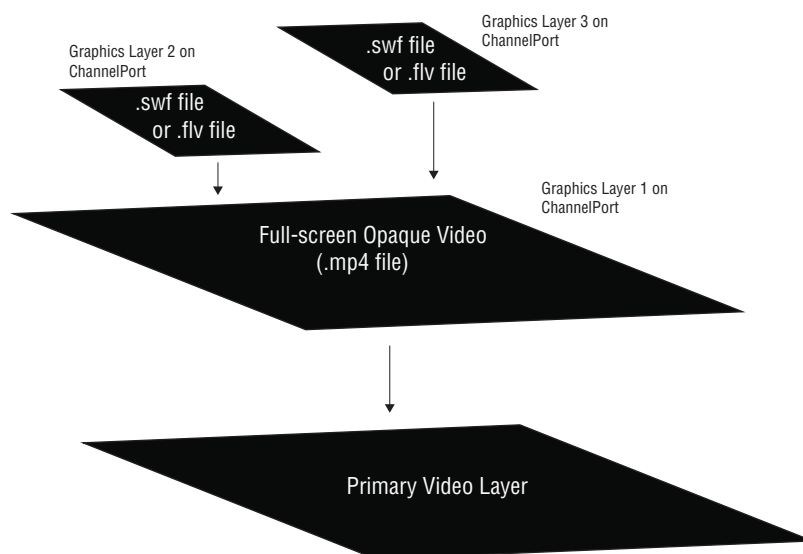 Graphics Layer 2 on
ChannelPort
.swf file
or .flv file
Graphics Layer 3 on
ChannelPort
.swf file
or .flv file
Graphics Layer 1 on
ChannelPort
Full-screen Opaque Video
(.mp4 file)
Primary Video Layer